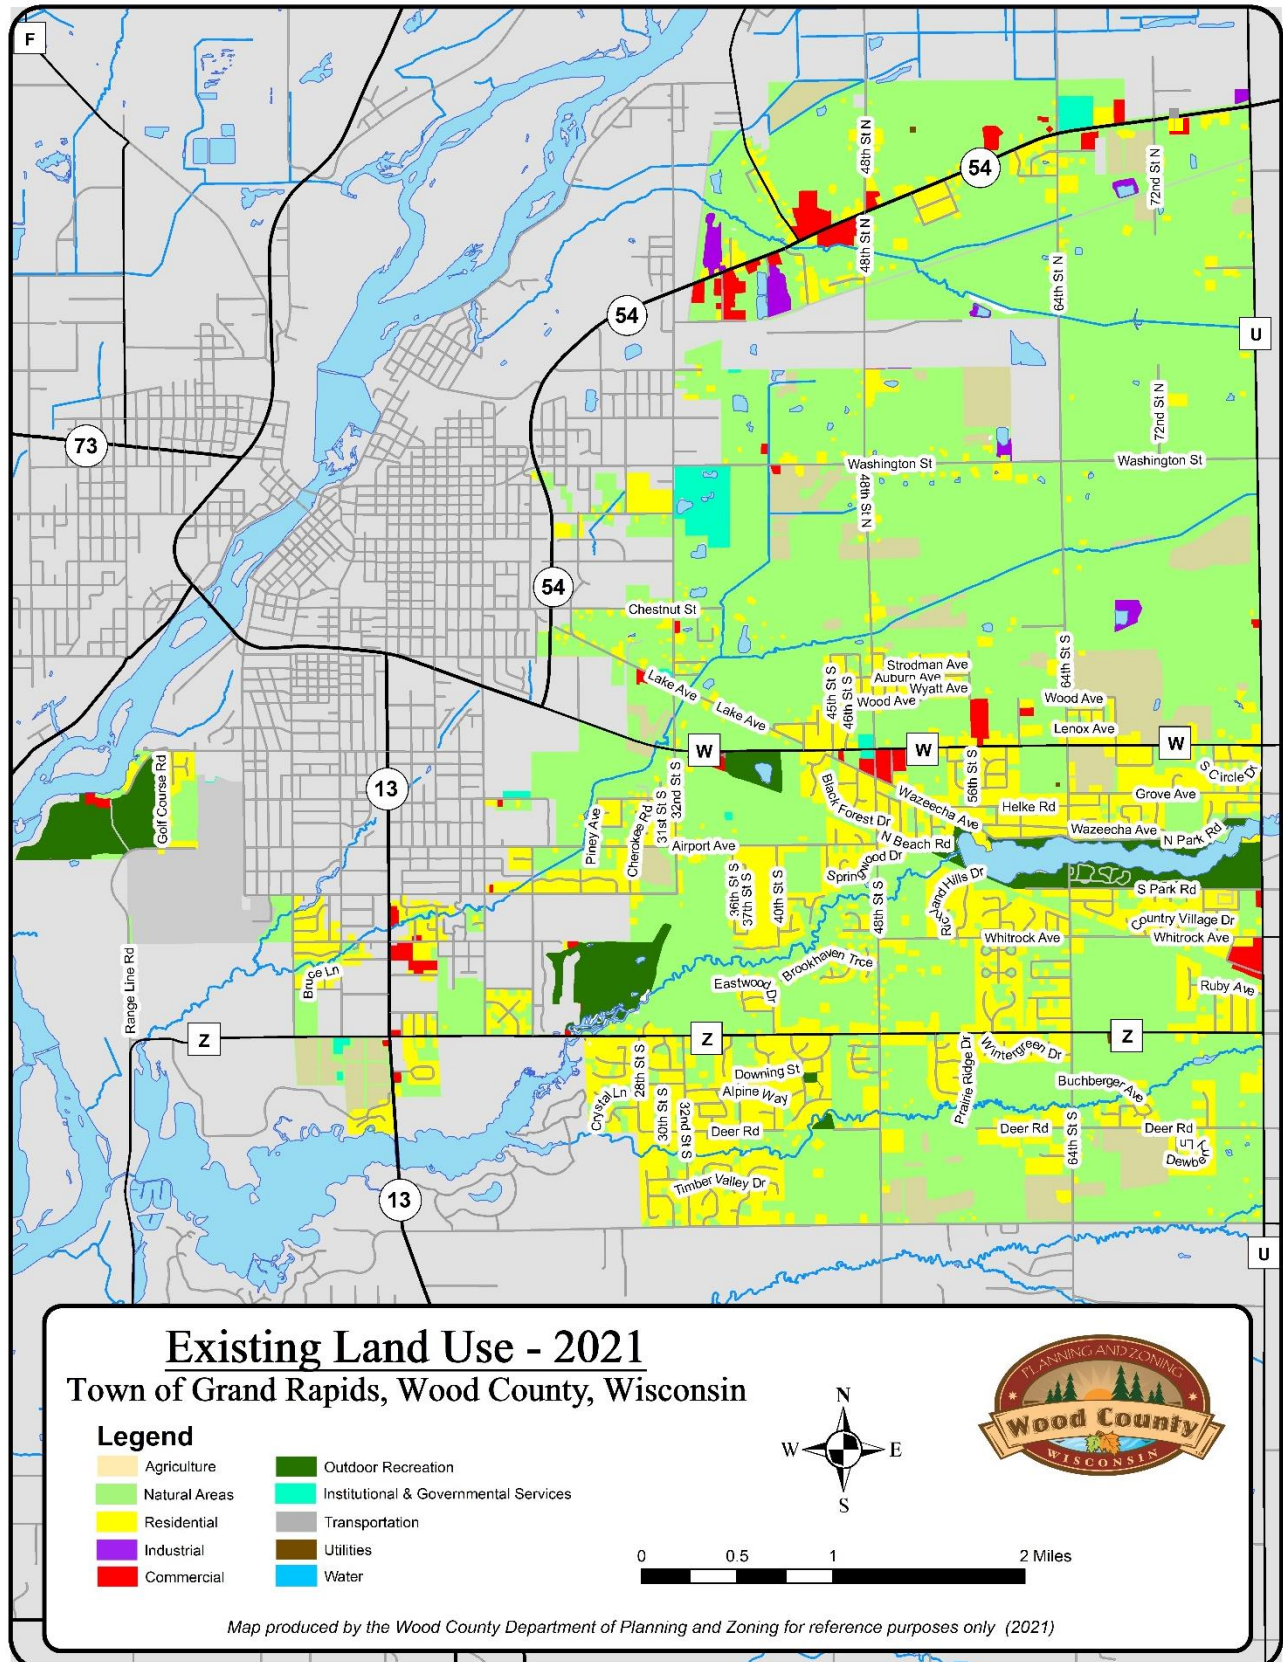 F
48th St N
54
72nd St N
48th St N
64th St N
54
U
73
72nd St N
Washington St
Washington St
48th St N
54
Chestnut St
Strodman Ave
Auburn Ave
Wyatt Ave
64th St S
Lake Ave
45th St S
46th St S
Wood Ave
Wood Ave
Lake Ave
Lenox Ave
W
W
W
Golf Course Rd
13
32nd St S
31st St S
56th St S
S Circle Dr
Black Forest Dr
Wazeecha Ave
Helke Rd
Grove Ave
Piney Ave
Cherokee Rd
Wazeecha Ave
N Park Rd
Airport Ave
N Beach Rd
Springwood Dr
36th St S
37th St S
40th St S
48th St S
Rickyland Hills Dr
S Park Rd
Country Village Dr
Whitrock Ave
Whitrock Ave
Range Line Rd
Bruce Ln
Brookhaven Trce
Eastwood Dr
Ruby Ave
Z
Z
Z
Prairie Ridge Dr
Wintergreen Dr
28th St S
Downing St
Crystal Ln
Alpine Way
Buchberger Ave
30th St S
32nd St S
Deer Rd
Deer Rd
64th St S
Deer Rd
Timber Valley Dr
13
U
Existing Land Use - 2021
Town of Grand Rapids, Wood County, Wisconsin
Legend
Agriculture
Natural Areas
Residential
Industrial
Commercial
Outdoor Recreation
Institutional & Governmental Services
Transportation
Utilities
Water
N
W E
S
0 0.5 1 2 Miles
PLANNING AND ZONING
Wood County
WISCONSIN
Map produced by the Wood County Department of Planning and Zoning for reference purposes only (2021)